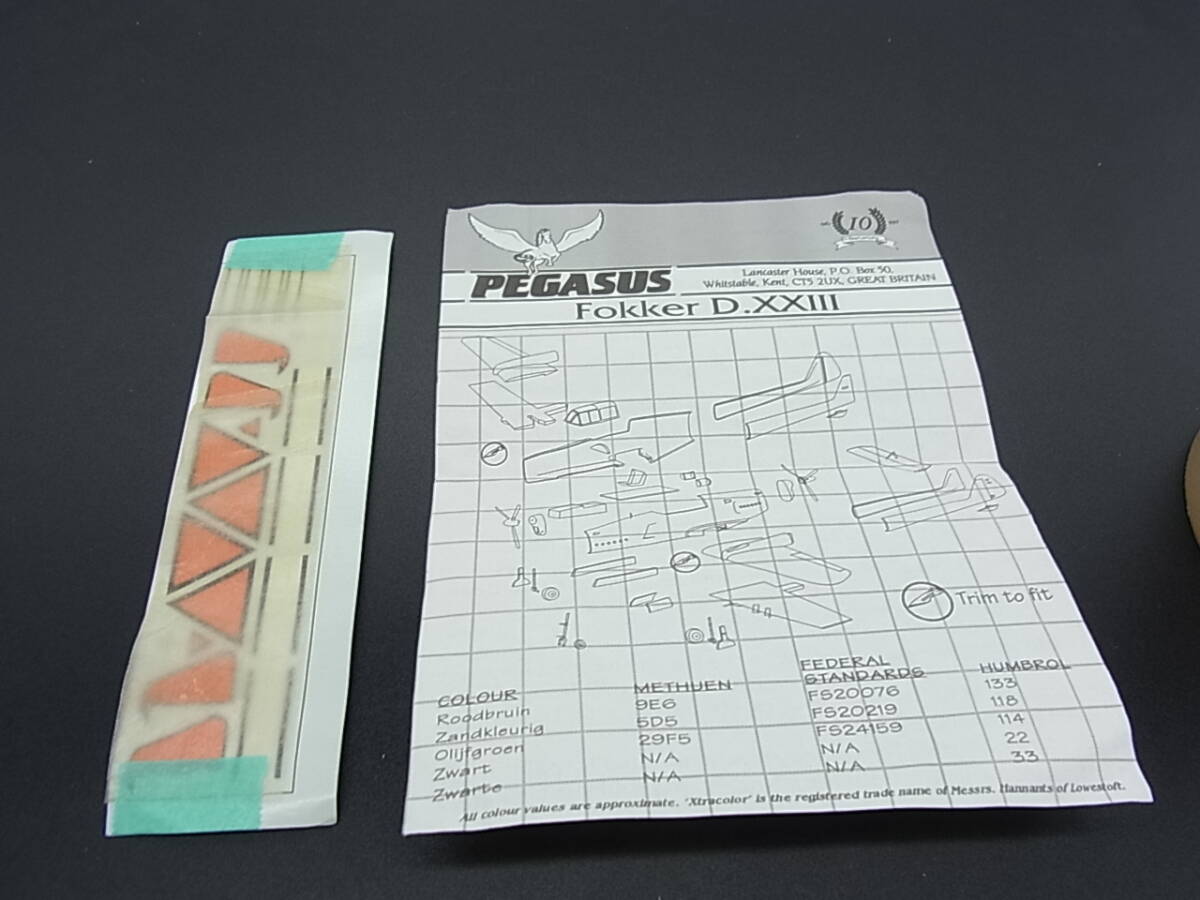 10
PEGASUS
Lancaster House, P.O. Box 50,
Whitstable, Kent, CT5 2UX, GREAT BRITAIN
Fokker D.XXIII
Trim to fit
COLOUR METHUEN FEDERAL STANDARDS HUMBROL
Roodbruin 9E6 FS20076 133
Zandkleurig 5D5 FS20219 118
Olijfgroen 29F5 FS24159 114
Zwart N/A N/A 22
Zwarte N/A N/A 33
All colour values are approximate. 'Xtracolor' is the registered trade name of Messrs. Hannants of Lowestoft.